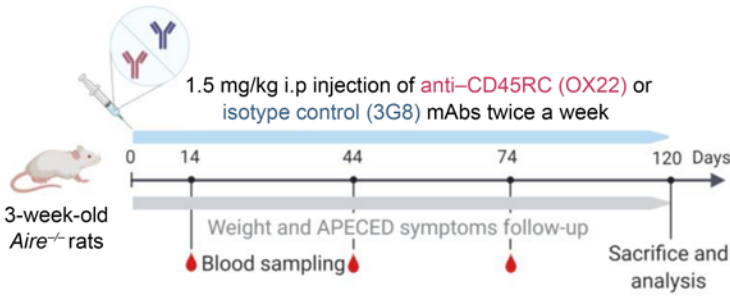 1.5 mg/kg i.p injection of anti–CD45RC (OX22) or
isotype control (3G8) mAbs twice a week
0 14 44 74 120 Days
3-week-old
Aire–/– rats
Weight and APECED symptoms follow-up
Blood sampling
Sacrifice and
analysis